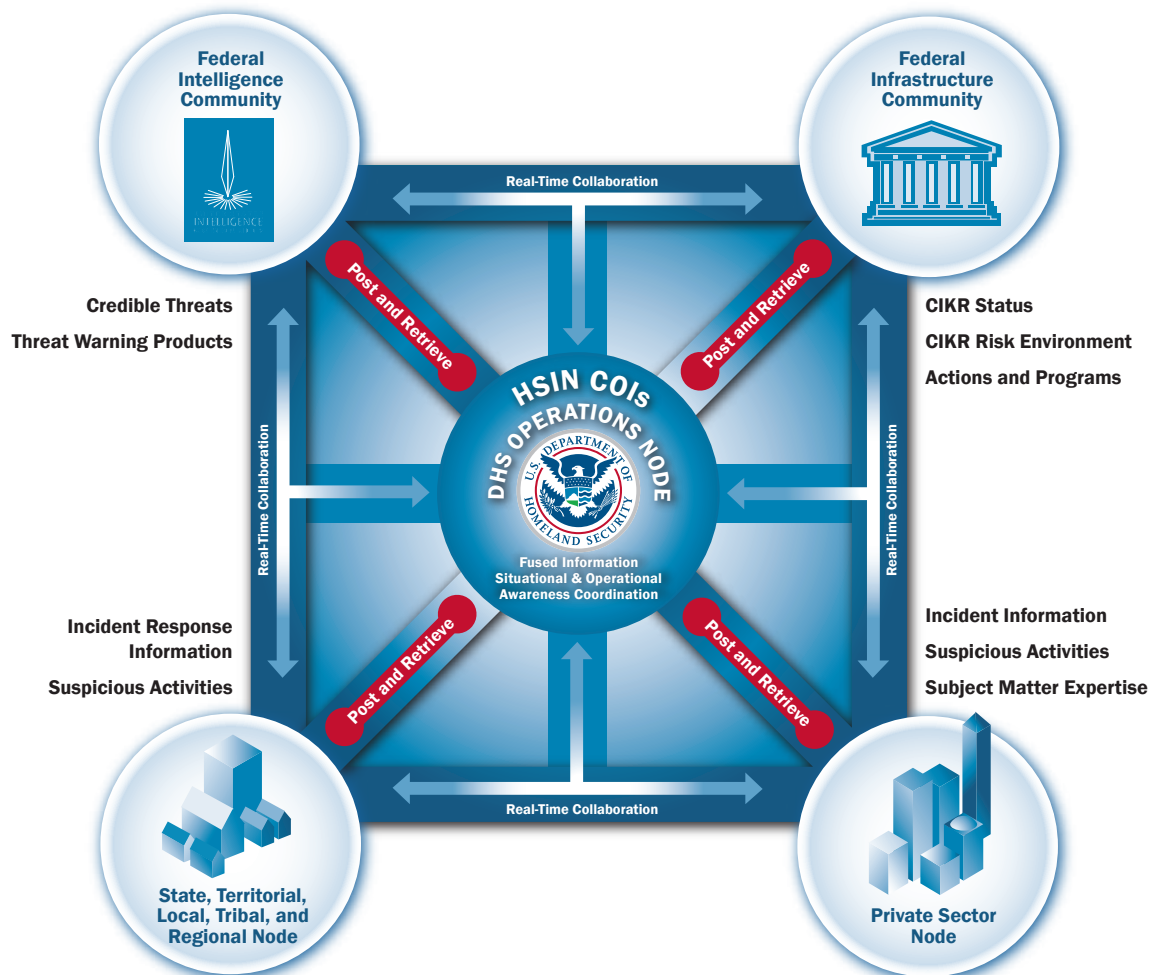 Federal
Intelligence
Community
INTELLIGENCE
Federal
Infrastructure
Community
Real-Time Collaboration
Post and Retrieve
Post and Retrieve
Credible Threats
Threat Warning Products
CIKR Status
CIKR Risk Environment
Actions and Programs
HSIN COIs
DHS OPERATIONS NODE
U.S. DEPARTMENT OF
HOMELAND SECURITY
Fused Information
Situational & Operational
Awareness Coordination
Real-Time Collaboration
Real-Time Collaboration
Incident Response
Information
Suspicious Activities
Incident Information
Suspicious Activities
Subject Matter Expertise
Post and Retrieve
Post and Retrieve
Real-Time Collaboration
State, Territorial,
Local, Tribal, and
Regional Node
Private Sector
Node